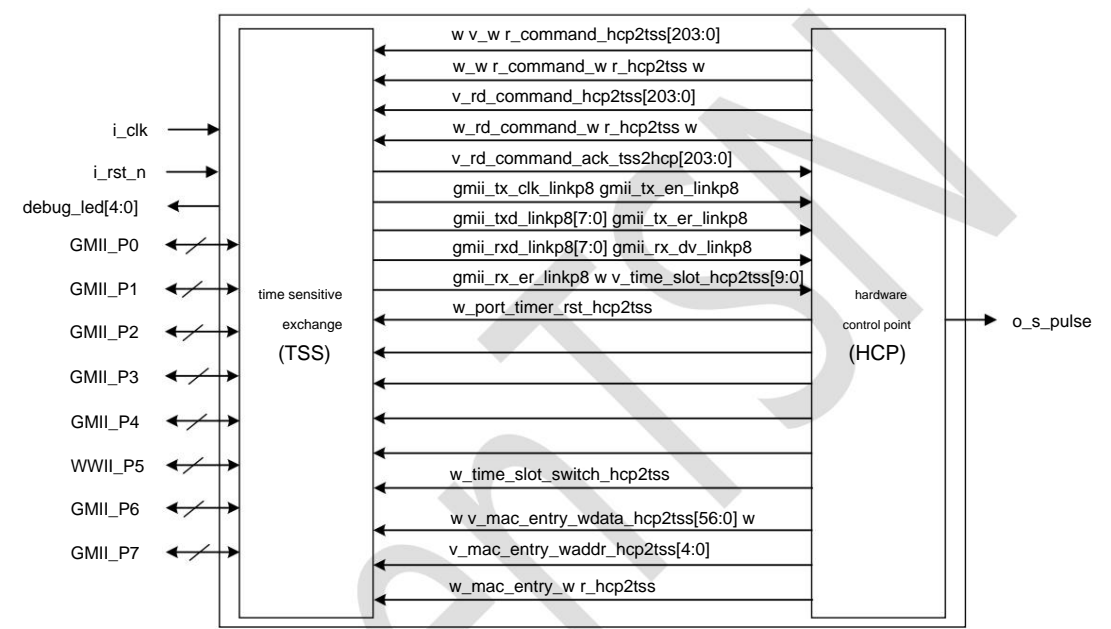 w v_w r_command_hcp2tss[203:0]
w_w r_command_w r_hcp2tss w
v_rd_command_hcp2tss[203:0]
w_rd_command_w r_hcp2tss w
v_rd_command_ack_tss2hcp[203:0]
gmii_tx_clk_linkp8 gmii_tx_en_linkp8
gmii_txd_linkp8[7:0] gmii_tx_er_linkp8
gmii_rxd_linkp8[7:0] gmii_rx_dv_linkp8
gmii_rx_er_linkp8 w v_time_slot_hcp2tss[9:0]
w_port_timer_rst_hcp2tss
w_time_slot_switch_hcp2tss
w v_mac_entry_wdata_hcp2tss[56:0] w
v_mac_entry_waddr_hcp2tss[4:0]
w_mac_entry_w r_hcp2tss
i_clk
i_rst_n
debug_led[4:0]
GMII_P0
GMII_P1
GMII_P2
GMII_P3
GMII_P4
WWII_P5
GMII_P6
GMII_P7
time sensitive
exchange
(TSS)
hardware
control point
(HCP)
o_s_pulse
enTSN